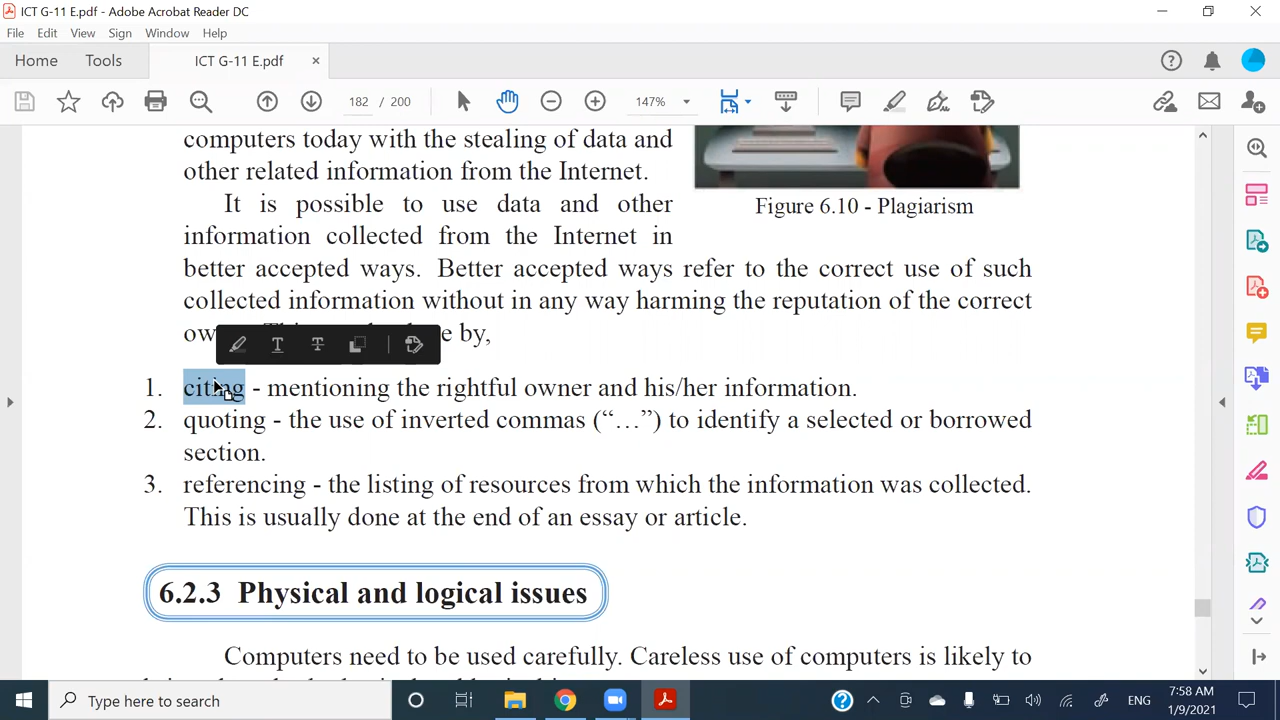 ICT G-11 E.pdf - Adobe Acrobat Reader DC
File Edit View Sign Window Help
Home Tools ICT G-11 E.pdf ×
182 / 200 147%
computers today with the stealing of data and
other related information from the Internet.
It is possible to use data and other
information collected from the Internet in
Figure 6.10 - Plagiarism
better accepted ways. Better accepted ways refer to the correct use of such
collected information without in any way harming the reputation of the correct
by,
1. citing - mentioning the rightful owner and his/her information.
2. quoting - the use of inverted commas (“…”) to identify a selected or borrowed
section.
3. referencing - the listing of resources from which the information was collected.
This is usually done at the end of an essay or article.
6.2.3 Physical and logical issues
Computers need to be used carefully. Careless use of computers is likely to
Type here to search
ENG
7:58 AM
1/9/2021